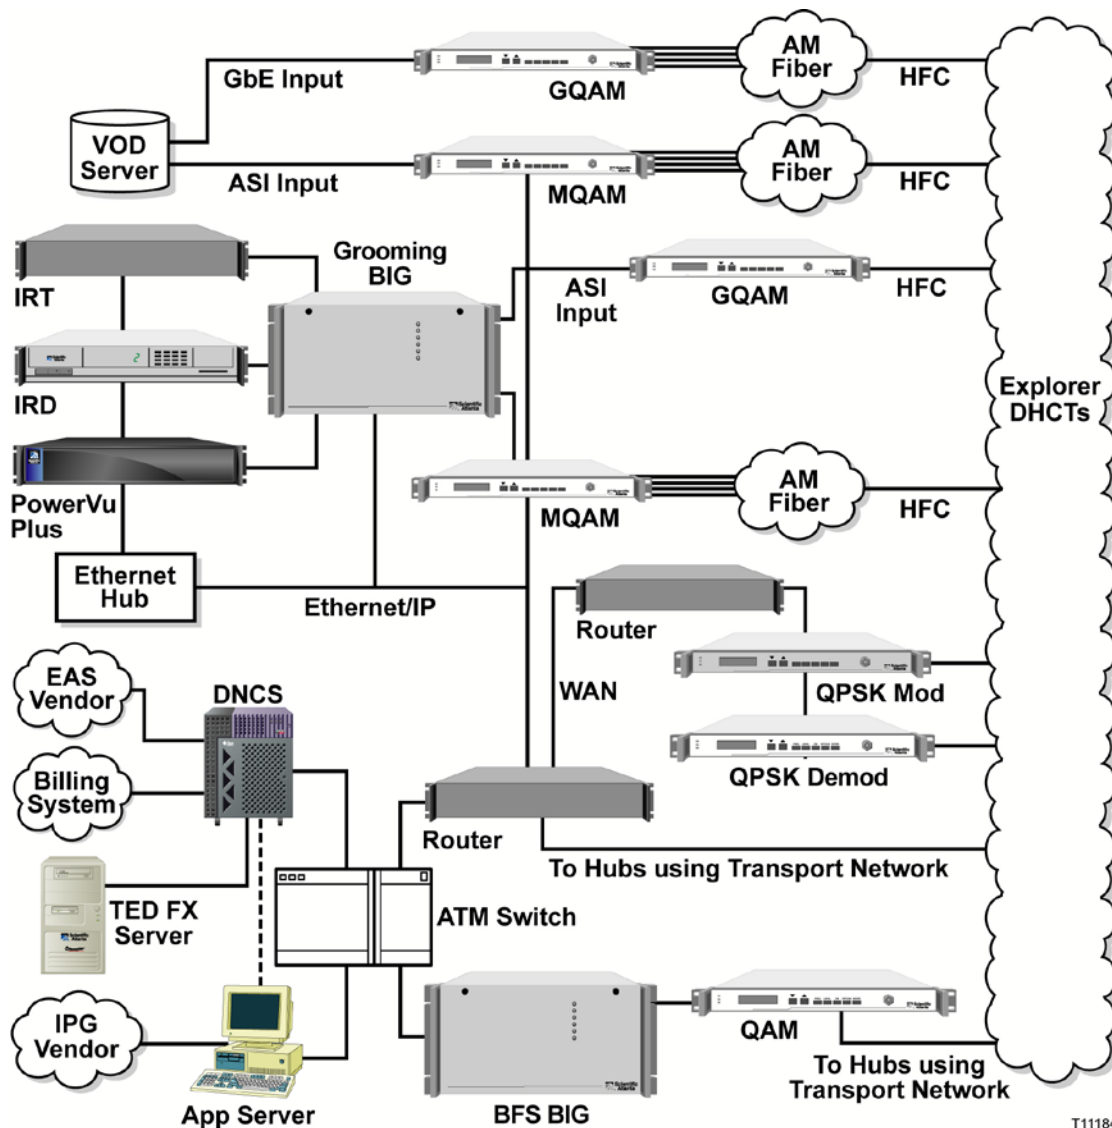 GbE Input
GQAM
AM
Fiber
HFC
VOD
Server
ASI Input
MQAM
AM
Fiber
HFC
IRT
Grooming
BIG
ASI
Input
GQAM
HFC
IRD
2
Scientific
Atlanta
Explorer
DHCTs
PowerVu
Plus
MQAM
AM
Fiber
HFC
Ethernet
Hub
Ethernet/IP
Router
WAN
QPSK Mod
QPSK Demod
EAS
Vendor
DNCS
Billing
System
Router
To Hubs using Transport Network
TED FX
Server
ATM Switch
IPG
Vendor
App Server
BFS BIG
QAM
To Hubs using
Transport Network